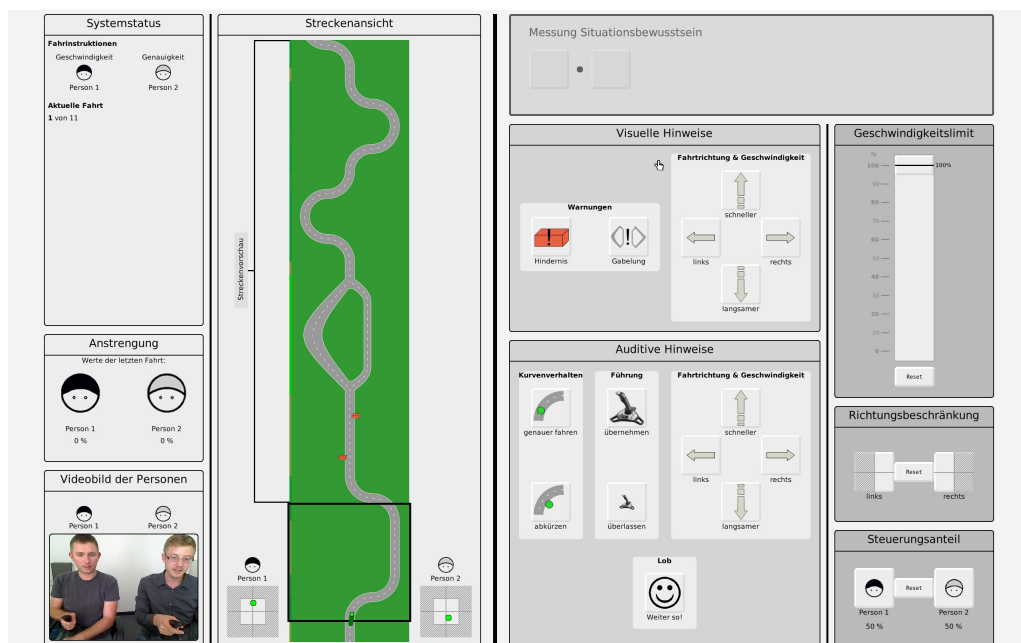 Systemstatus
Fahrinstruktionen
Geschwindigkeit Genauigkeit
Person 1 Person 2
Aktuelle Fahrt
1 von 11
Anstrengung
Werte der letzten Fahrt:
Person 1 Person 2
0 % 0 %
Videobild der Personen
Person 1 Person 2
Streckenansicht
Streckenvorschau
Person 1 Person 2
Messung Situationsbewusstsein
Visuelle Hinweise
Warnungen
Hindernis Gabelung
Fahrtrichtung & Geschwindigkeit
schneller
links rechts
langsamer
Auditive Hinweise
Kurvenverhalten
genauer fahren
abkürzen
Führung
übernehmen
überlassen
Fahrtrichtung & Geschwindigkeit
schneller
links rechts
langsamer
Lob
Weiter so!
Geschwindigkeitslimit
%
100 100%
90
80
70
60
50
40
30
20
10
0
Reset
Richtungsbeschränkung
Reset
links rechts
Steuerungsanteil
Reset
Person 1 Person 2
50 % 50 %